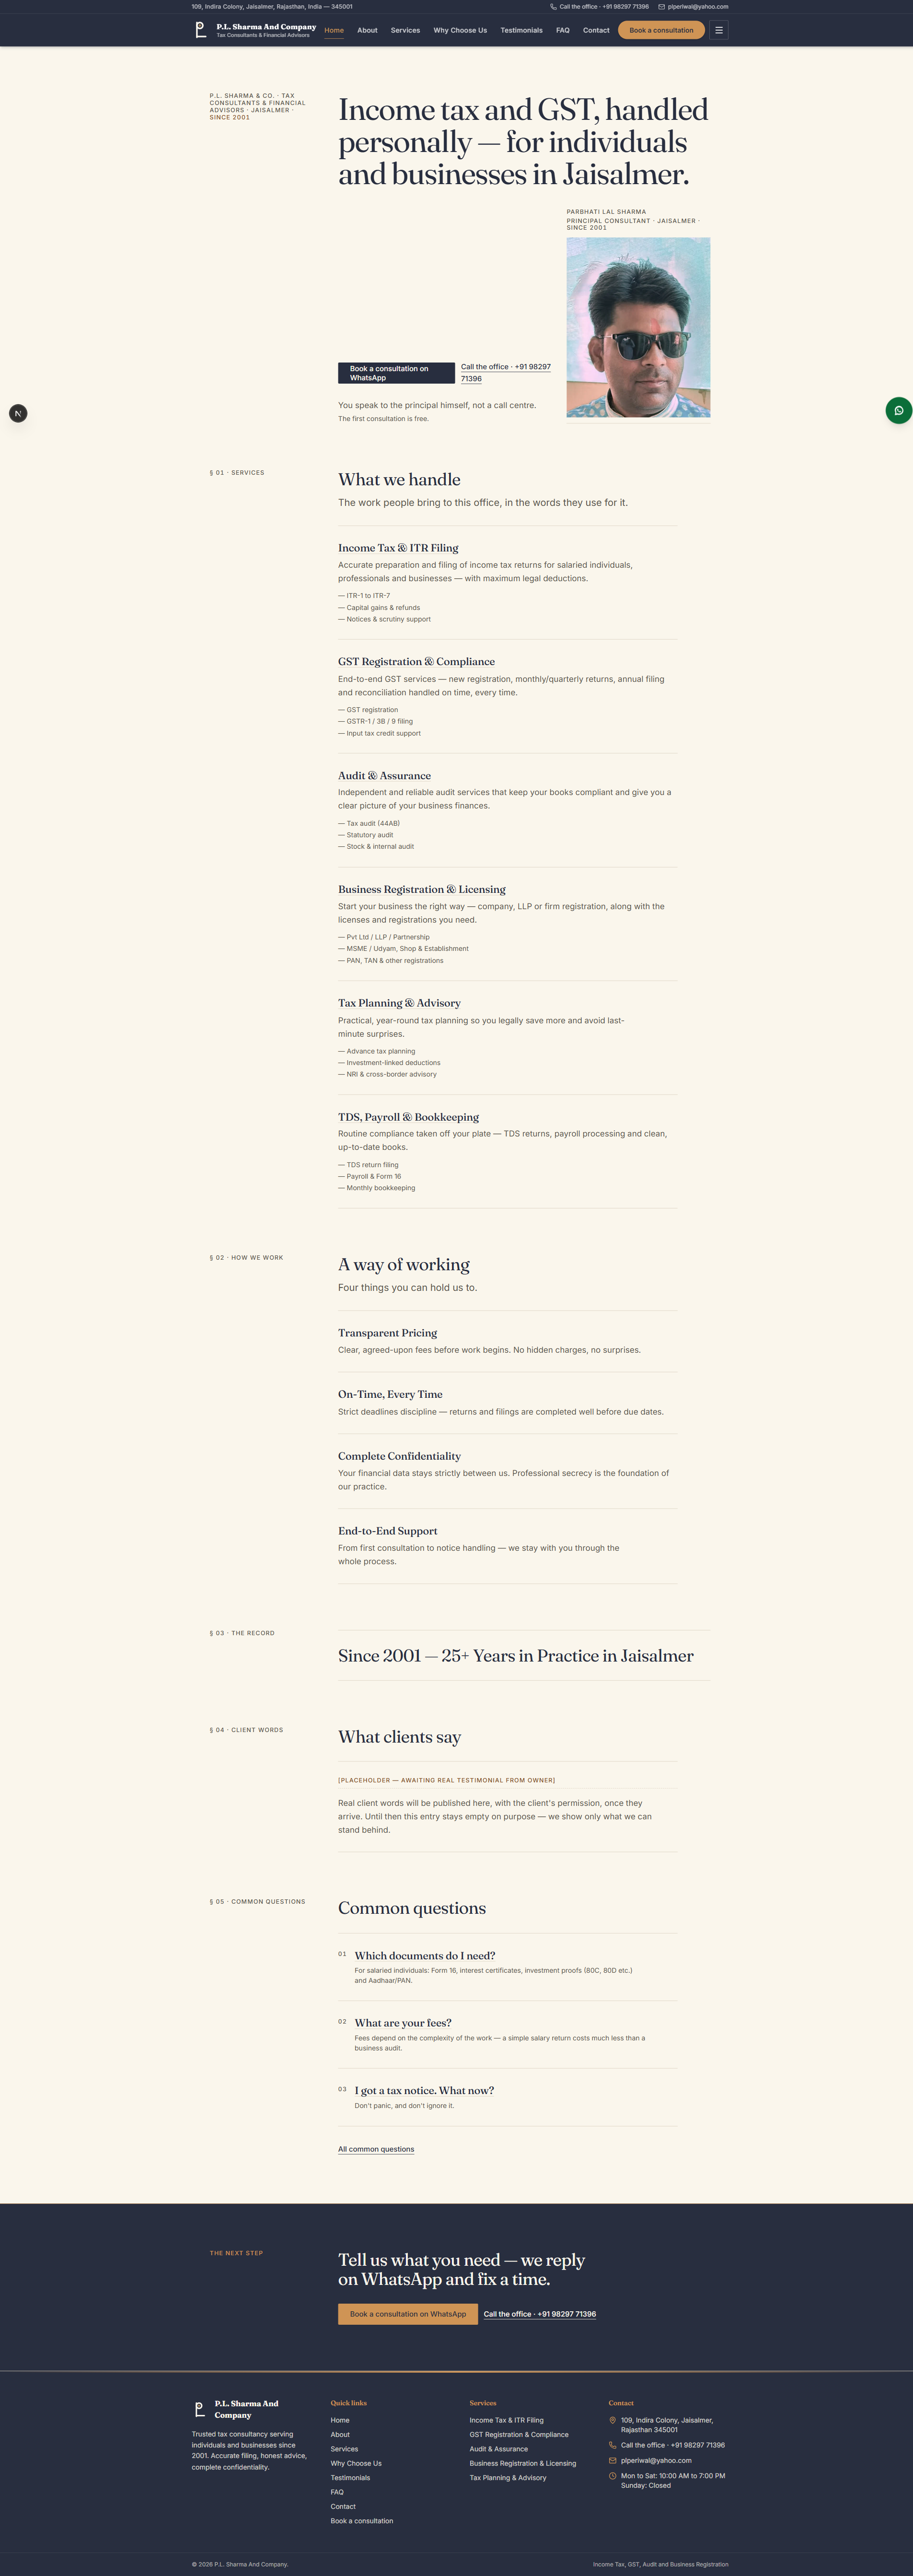 109, Indira Colony, Jaisalmer, Rajasthan, India — 345001
Call the office · +91 98297 71396
plperiwal@yahoo.com
P.L. Sharma And Company
Tax Consultants & Financial Advisors
Home
About
Services
Why Choose Us
Testimonials
FAQ
Contact
Book a consultation
P.L. SHARMA & CO. · TAX
CONSULTANTS & FINANCIAL
ADVISORS · JAISALMER ·
SINCE 2001
Income tax and GST, handled
personally — for individuals
and businesses in Jaisalmer.
PARBHATI LAL SHARMA
PRINCIPAL CONSULTANT · JAISALMER ·
SINCE 2001
Book a consultation on
WhatsApp
Call the office · +91 98297
71396
You speak to the principal himself, not a call centre.
The first consultation is free.
N
§ 01 · SERVICES
What we handle
The work people bring to this office, in the words they use for it.
Income Tax & ITR Filing
Accurate preparation and filing of income tax returns for salaried individuals,
professionals and businesses — with maximum legal deductions.
— ITR-1 to ITR-7
— Capital gains & refunds
— Notices & scrutiny support
GST Registration & Compliance
End-to-end GST services — new registration, monthly/quarterly returns, annual filing
and reconciliation handled on time, every time.
— GST registration
— GSTR-1 / 3B / 9 filing
— Input tax credit support
Audit & Assurance
Independent and reliable audit services that keep your books compliant and give you a
clear picture of your business finances.
— Tax audit (44AB)
— Statutory audit
— Stock & internal audit
Business Registration & Licensing
Start your business the right way — company, LLP or firm registration, along with the
licenses and registrations you need.
— Pvt Ltd / LLP / Partnership
— MSME / Udyam, Shop & Establishment
— PAN, TAN & other registrations
Tax Planning & Advisory
Practical, year-round tax planning so you legally save more and avoid last-
minute surprises.
— Advance tax planning
— Investment-linked deductions
— NRI & cross-border advisory
TDS, Payroll & Bookkeeping
Routine compliance taken off your plate — TDS returns, payroll processing and clean,
up-to-date books.
— TDS return filing
— Payroll & Form 16
— Monthly bookkeeping
§ 02 · HOW WE WORK
A way of working
Four things you can hold us to.
Transparent Pricing
Clear, agreed-upon fees before work begins. No hidden charges, no surprises.
On-Time, Every Time
Strict deadlines discipline — returns and filings are completed well before due dates.
Complete Confidentiality
Your financial data stays strictly between us. Professional secrecy is the foundation of
our practice.
End-to-End Support
From first consultation to notice handling — we stay with you through the
whole process.
§ 03 · THE RECORD
Since 2001 — 25+ Years in Practice in Jaisalmer
§ 04 · CLIENT WORDS
What clients say
[PLACEHOLDER — AWAITING REAL TESTIMONIAL FROM OWNER]
Real client words will be published here, with the client's permission, once they
arrive. Until then this entry stays empty on purpose — we show only what we can
stand behind.
§ 05 · COMMON QUESTIONS
Common questions
01
Which documents do I need?
For salaried individuals: Form 16, interest certificates, investment proofs (80C, 80D etc.)
and Aadhaar/PAN.
02
What are your fees?
Fees depend on the complexity of the work — a simple salary return costs much less than a
business audit.
03
I got a tax notice. What now?
Don't panic, and don't ignore it.
All common questions
THE NEXT STEP
Tell us what you need — we reply
on WhatsApp and fix a time.
Book a consultation on WhatsApp
Call the office · +91 98297 71396
P.L. Sharma And
Company
Trusted tax consultancy serving
individuals and businesses since
2001. Accurate filing, honest advice,
complete confidentiality.
Quick links
Home
About
Services
Why Choose Us
Testimonials
FAQ
Contact
Book a consultation
Services
Income Tax & ITR Filing
GST Registration & Compliance
Audit & Assurance
Business Registration & Licensing
Tax Planning & Advisory
Contact
109, Indira Colony, Jaisalmer,
Rajasthan 345001
Call the office · +91 98297 71396
plperiwal@yahoo.com
Mon to Sat: 10:00 AM to 7:00 PM
Sunday: Closed
© 2026 P.L. Sharma And Company.
Income Tax, GST, Audit and Business Registration